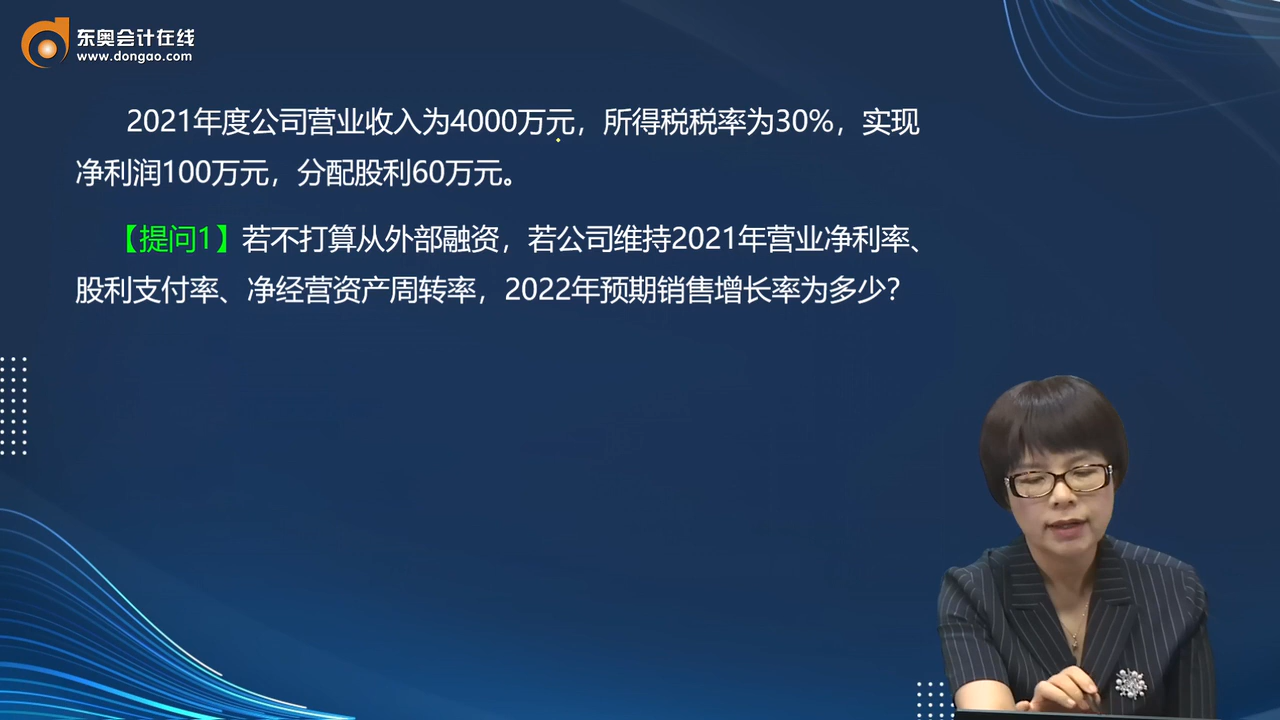 东奥会计在线
www.dongao.com
2021年度公司营业收入为4000万元，所得税税率为30%，实现
净利润100万元，分配股利60万元。
【提问1】若不打算从外部融资，若公司维持2021年营业净利率、
股利支付率、净经营资产周转率，2022年预期销售增长率为多少？